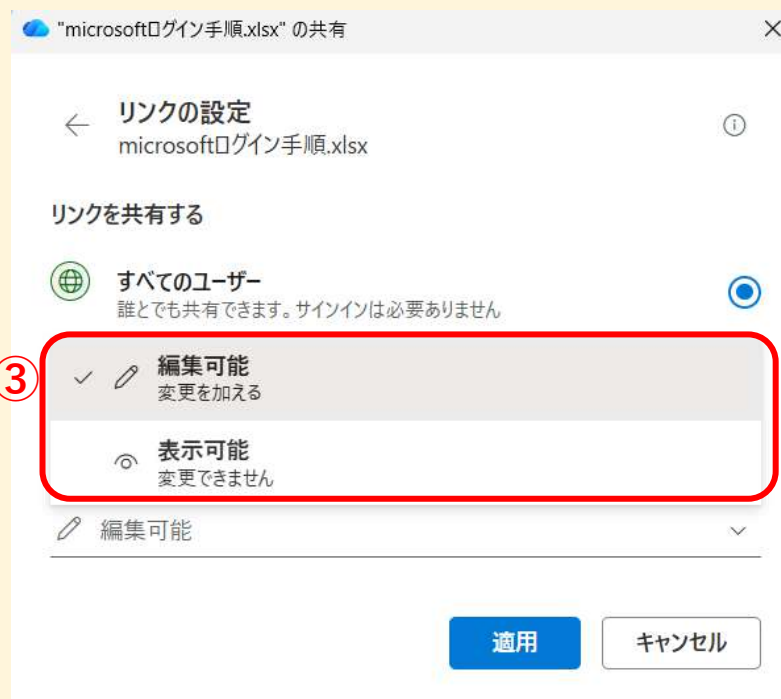 "microsoftログイン手順.xlsx" の共有
リンクの設定
microsoftログイン手順.xlsx
リンクを共有する
すべてのユーザー
誰とでも共有できます。サインインは必要ありません
③
編集可能
変更を加える
表示可能
変更できません
編集可能
適用
キャンセル